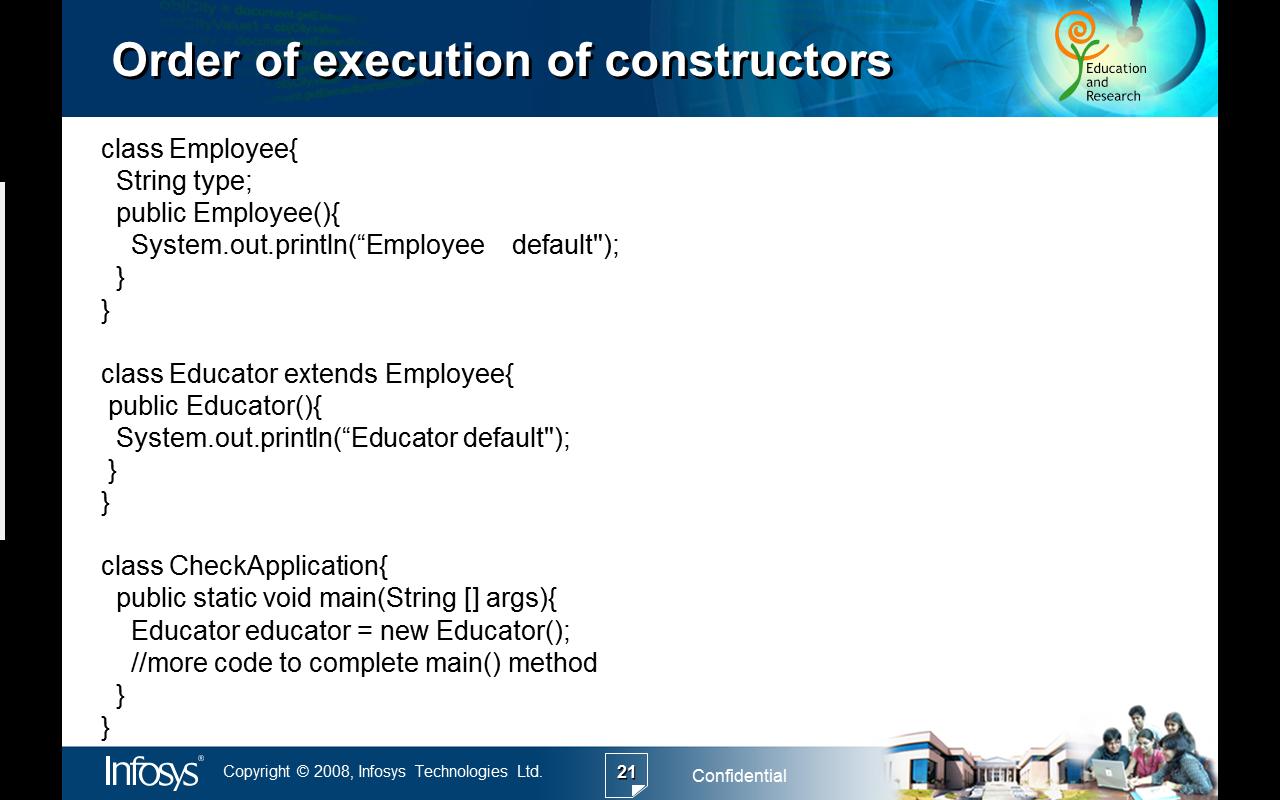 Order of execution of constructors
Education
and
Research
class Employee{
String type;
public Employee(){
System.out.println(“Employee    default");
}
}
class Educator extends Employee{
public Educator(){
System.out.println(“Educator default");
}
}
class CheckApplication{
public static void main(String [] args){
Educator educator = new Educator();
//more code to complete main() method
}
}
Infosys®
Copyright © 2008, Infosys Technologies Ltd.
21
Confidential